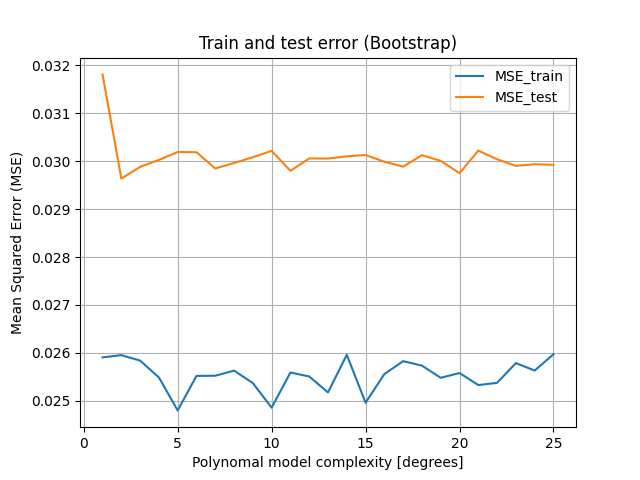 Train and test error (Bootstrap)
MSE_train
MSE_test
Mean Squared Error (MSE)
0.032
0.031
0.030
0.029
0.028
0.027
0.026
0.025
0 5 10 15 20 25
Polynomal model complexity [degrees]